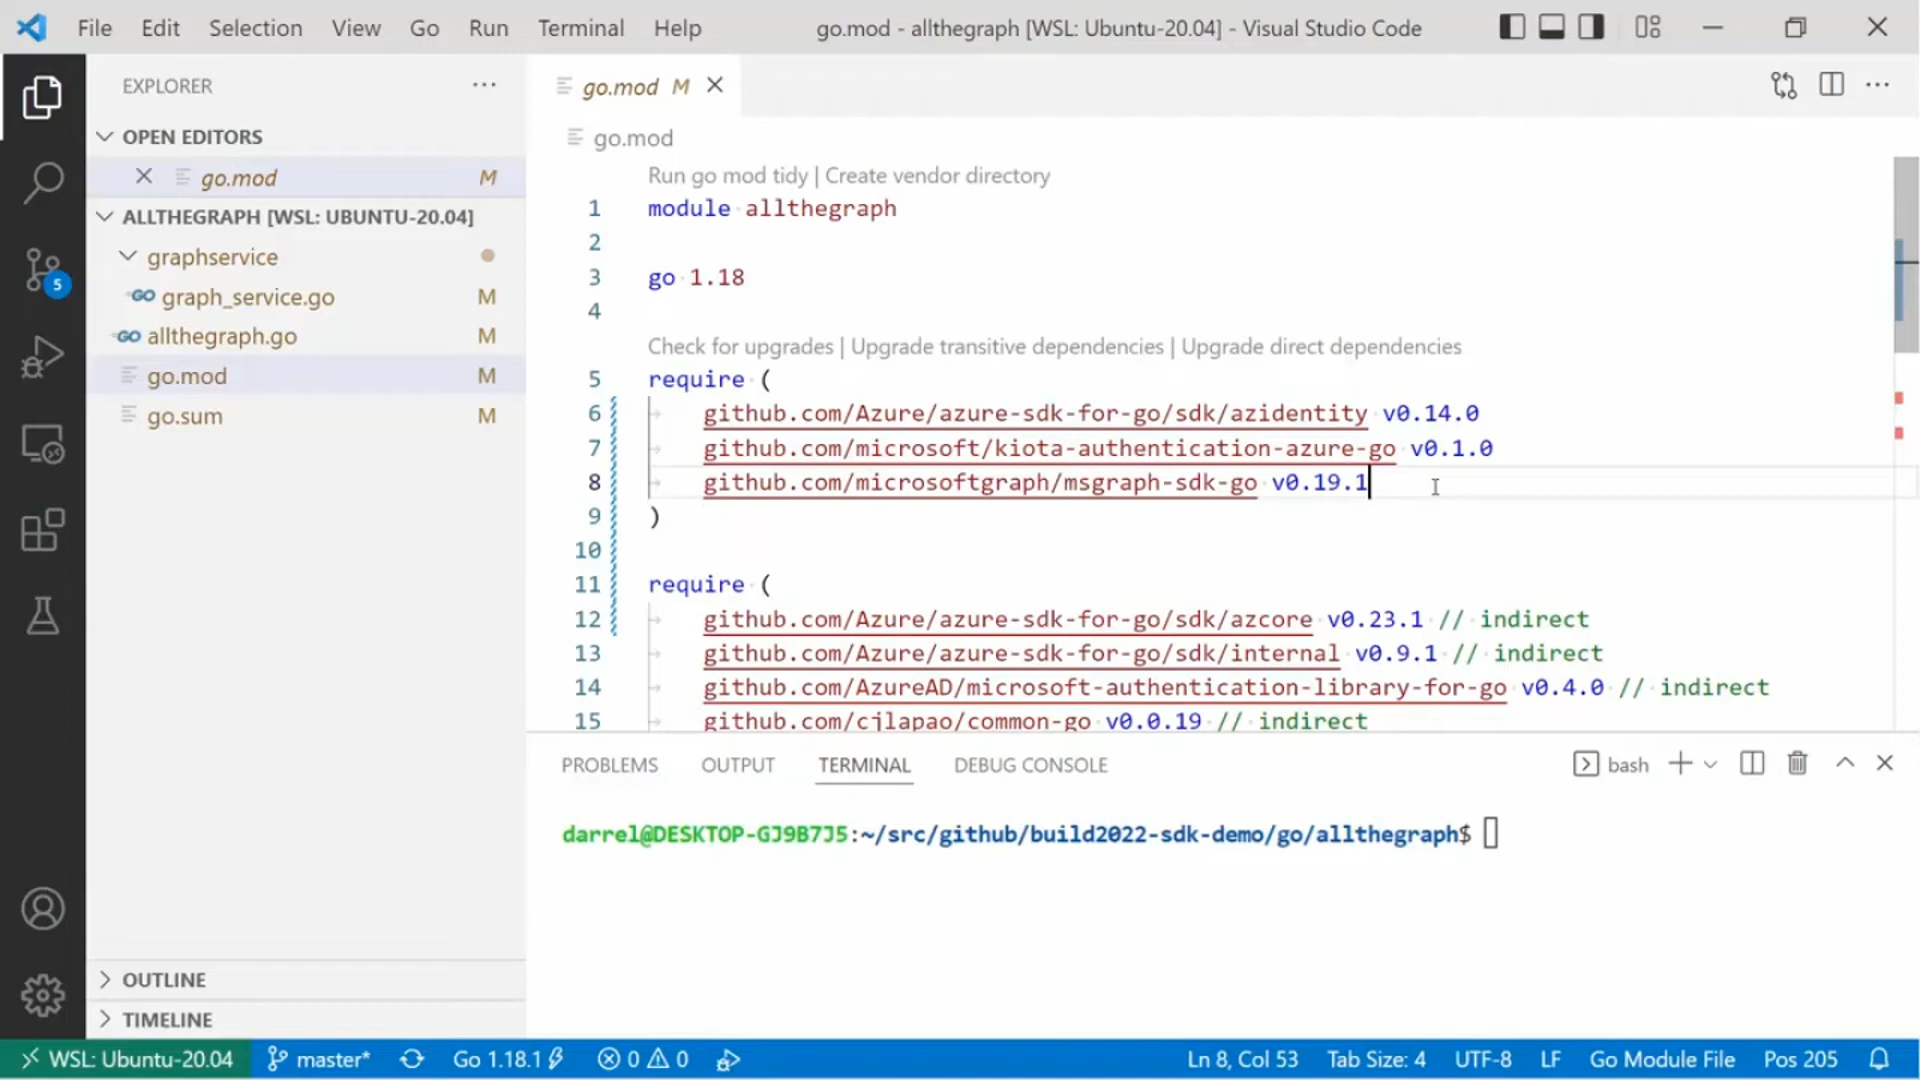 File Edit Selection View Go Run Terminal Help
go.mod - allthegraph [WSL: Ubuntu-20.04] - Visual Studio Code
EXPLORER
OPEN EDITORS
go.mod M
ALLTHEGRAPH [WSL: UBUNTU-20.04]
graphservice
GO graph_service.go M
GO allthegraph.go M
go.mod M
go.sum M
5
OUTLINE
TIMELINE
go.mod M
go.mod
Run go mod tidy | Create vendor directory
1 module allthegraph
2
3 go 1.18
4
Check for upgrades | Upgrade transitive dependencies | Upgrade direct dependencies
5 require (
6 github.com/Azure/azure-sdk-for-go/sdk/azidentity v0.14.0
7 github.com/microsoft/kiota-authentication-azure-go v0.1.0
8 github.com/microsoftgraph/msgraph-sdk-go v0.19.1
9 )
10
11 require (
12 github.com/Azure/azure-sdk-for-go/sdk/azcore v0.23.1 // indirect
13 github.com/Azure/azure-sdk-for-go/sdk/internal v0.9.1 // indirect
14 github.com/AzureAD/microsoft-authentication-library-for-go v0.4.0 // indirect
15 github.com/cjlapao/common-go v0.0.19 // indirect
PROBLEMS OUTPUT TERMINAL DEBUG CONSOLE bash
darrel@DESKTOP-GJ9B7J5:~/src/github/build2022-sdk-demo/go/allthegraph$
WSL: Ubuntu-20.04 master* Go 1.18.1 0 0 Ln 8, Col 53 Tab Size: 4 UTF-8 LF Go Module File Pos 205